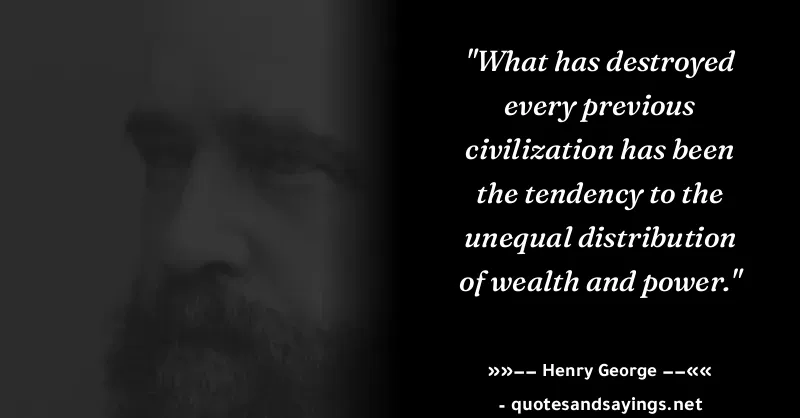 "What has destroyed
every previous
civilization has been
the tendency to the
unequal distribution
of wealth and power."
»»−− Henry George −−««
- quotesandsayings.net